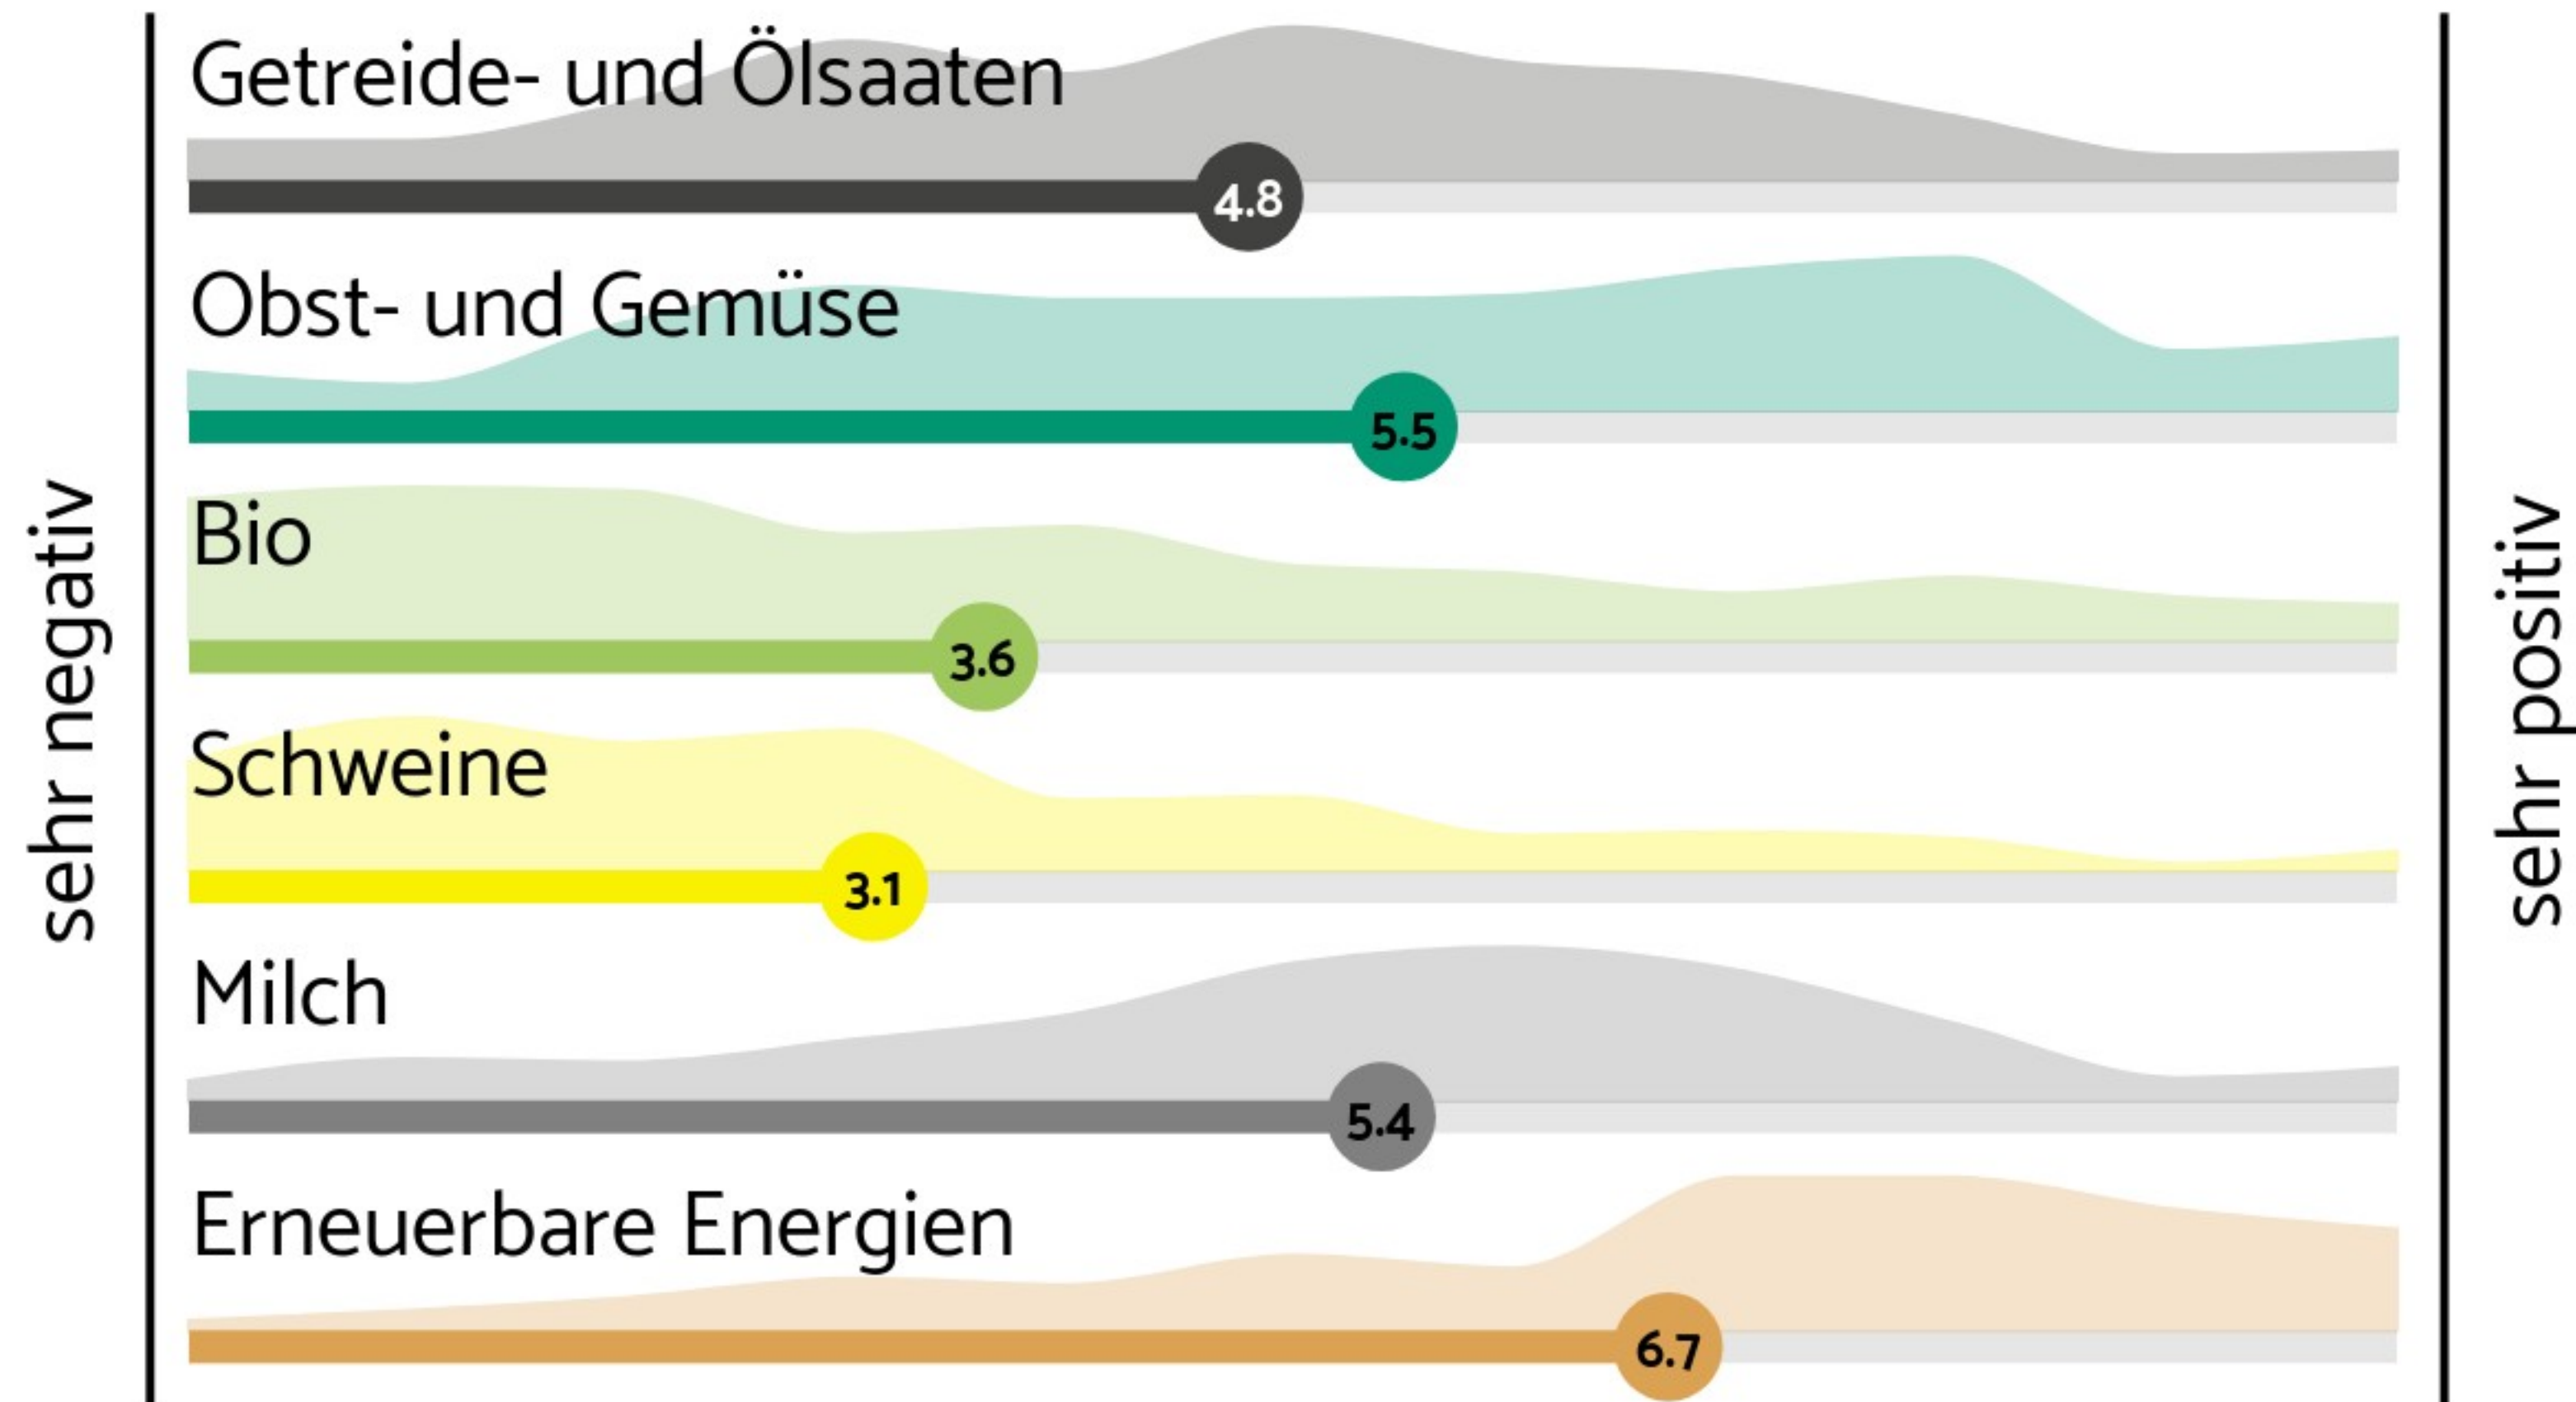 sehr negativ
Getreide- und Ölsaaten
4.8
Obst- und Gemüse
5.5
Bio
3.6
Schweine
3.1
Milch
5.4
Erneuerbare Energien
6.7
sehr positiv